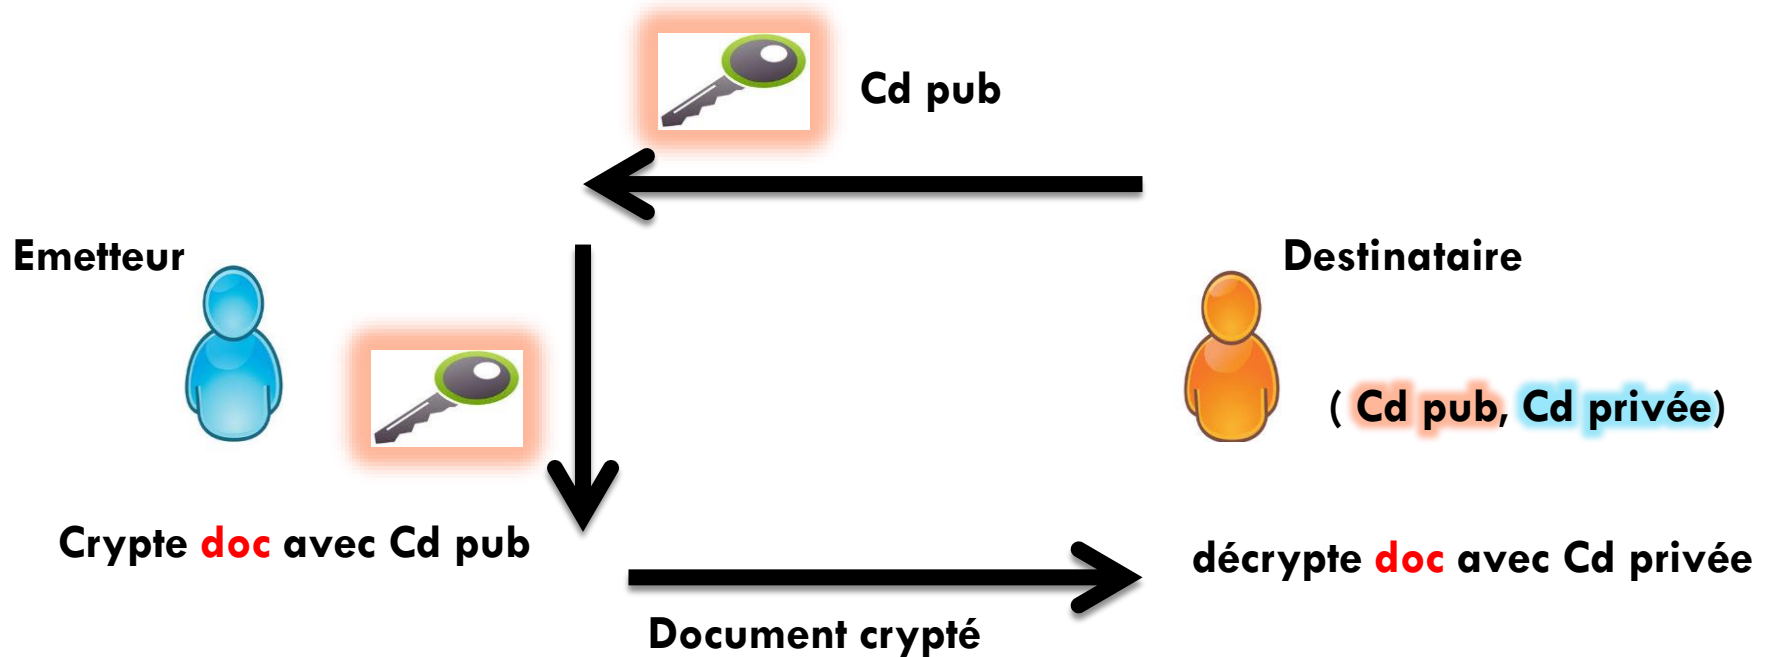 Cd pub
Emetteur
Destinataire
( Cd pub, Cd privée)
Crypte doc avec Cd pub
décrypte doc avec Cd privée
Document crypté